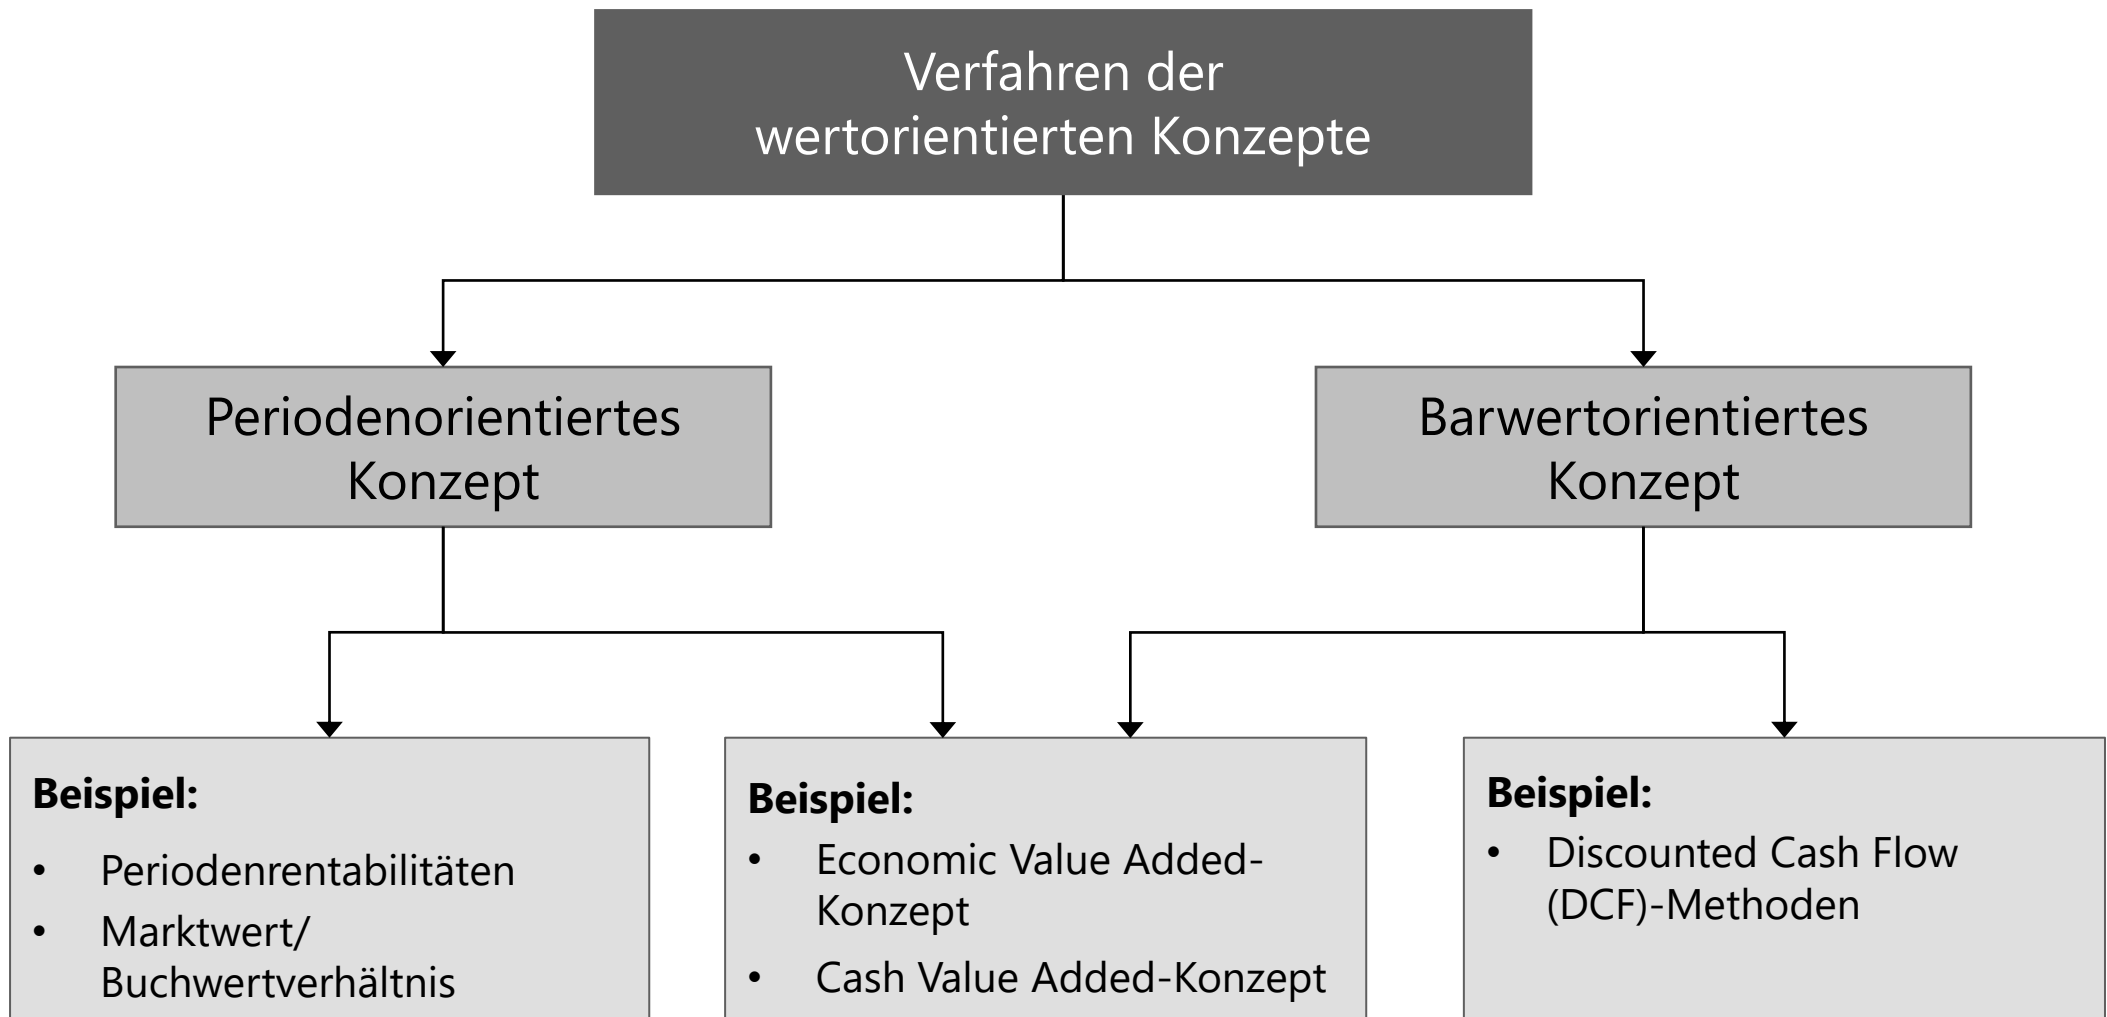 Verfahren der
wertorientierten Konzepte
Periodenorientiertes
Konzept
Barwertorientiertes
Konzept
Beispiel:
• Periodenrentabilitäten
• Marktwert/
Buchwertverhältnis
Beispiel:
• Economic Value Added-
Konzept
• Cash Value Added-Konzept
Beispiel:
• Discounted Cash Flow
(DCF)-Methoden